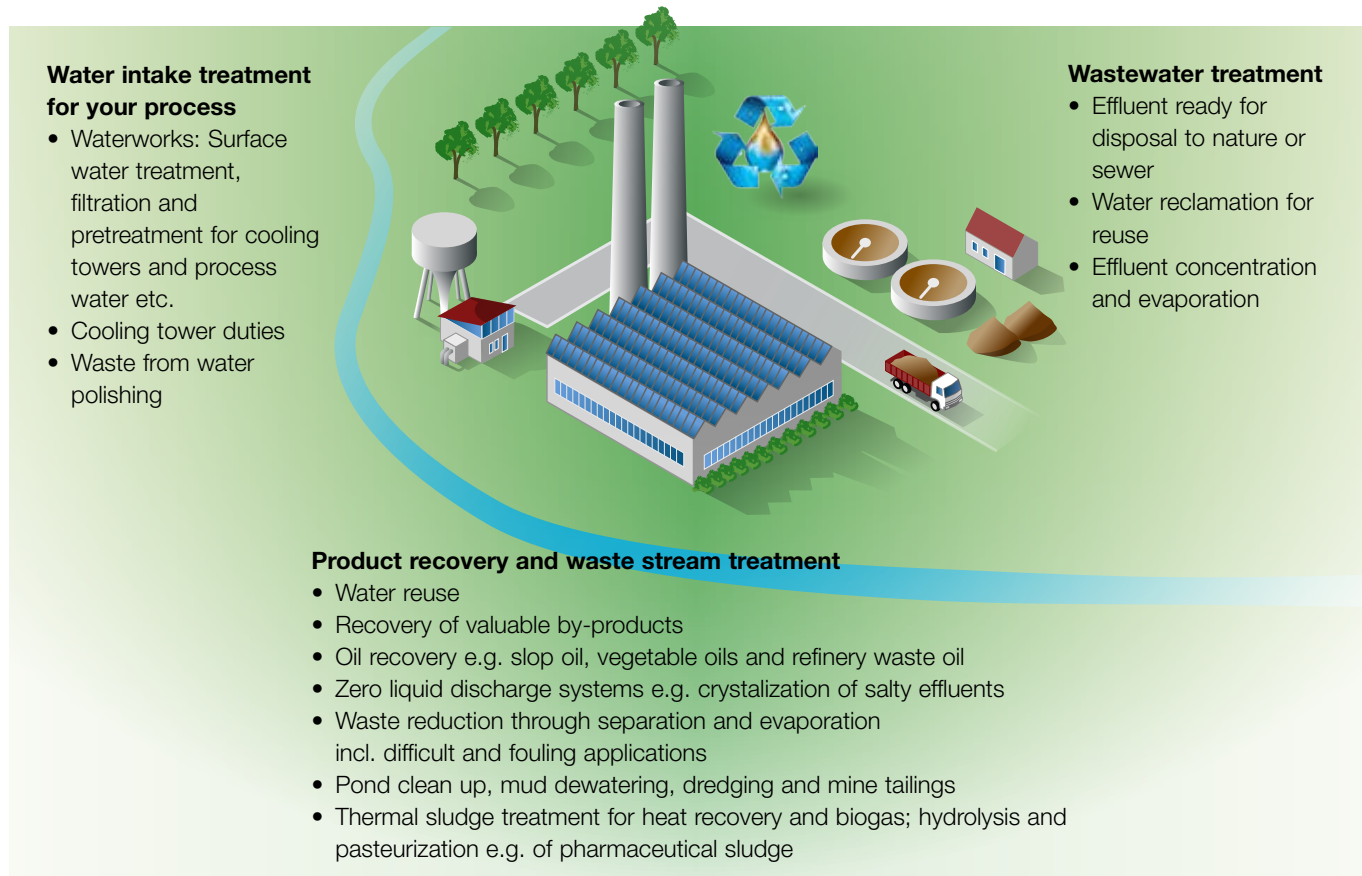 Water intake treatment
for your process
• Waterworks: Surface
water treatment,
filtration and
pretreatment for cooling
towers and process
water etc.
• Cooling tower duties
• Waste from water
polishing
Wastewater treatment
• Effluent ready for
disposal to nature or
sewer
• Water reclamation for
reuse
• Effluent concentration
and evaporation
Product recovery and waste stream treatment
• Water reuse
• Recovery of valuable by-products
• Oil recovery e.g. slop oil, vegetable oils and refinery waste oil
• Zero liquid discharge systems e.g. crystalization of salty effluents
• Waste reduction through separation and evaporation
incl. difficult and fouling applications
• Pond clean up, mud dewatering, dredging and mine tailings
• Thermal sludge treatment for heat recovery and biogas; hydrolysis and
pasteurization e.g. of pharmaceutical sludge